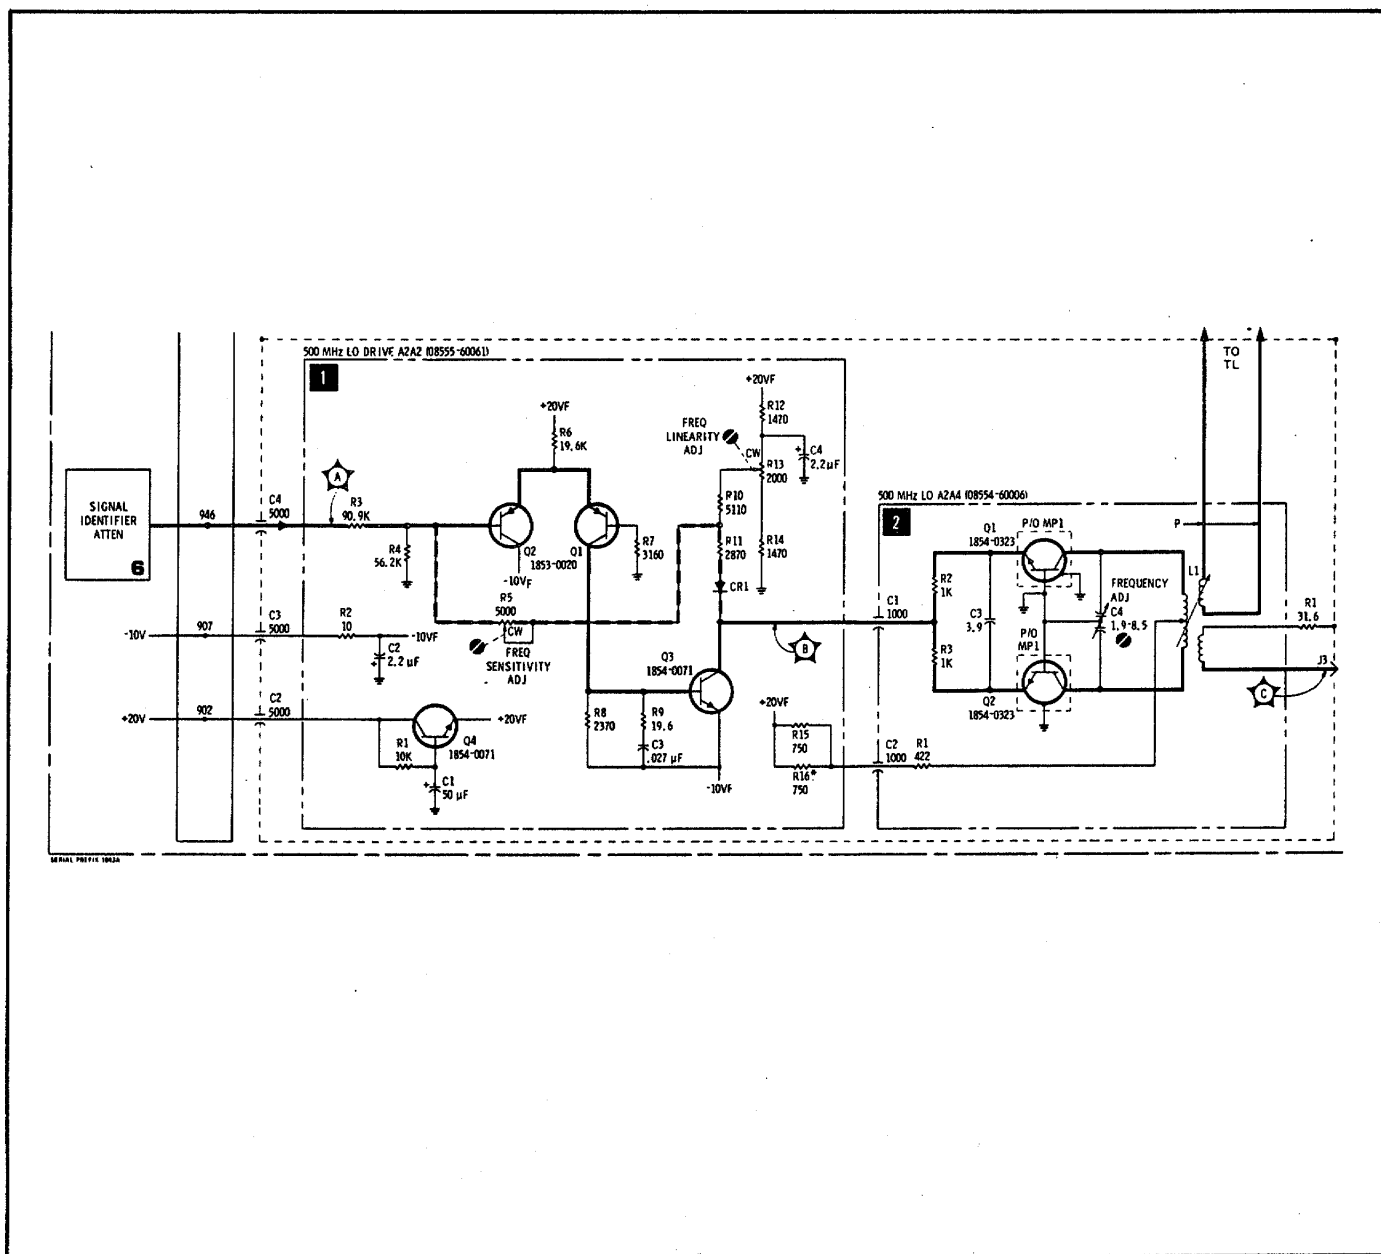 500 MHz LO DRIVE A2A2 (08555-60061)
1
TO
TL
+20VF
R12
1470
+20VF
R6
19.6K
FREQ
LINEARITY
ADJ
CW
R13
2000
+
C4
2.2µF
A
R10
5110
500 MHz LO A2A4 (08554-60006)
SIGNAL
IDENTIFIER
ATTEN
6
946
C4
5000
R3
90.9K
R4
56.2K
Q2
Q1
1853-0020
-10VF
R7
3160
R11
2870
R14
1470
CR1
2
Q1
1854-0323
P/O MP1
P
L1
R2
1K
C3
3.9
R3
1K
P/O
MP1
FREQUENCY
ADJ
C4
1.9-8.5
Q2
1854-0323
R1
31.6
J3
C
C1
1000
B
R5
5000
CW
FREQ
SENSITIVITY
ADJ
-10V
907
C3
5000
R2
10
-10VF
+
C2
2.2 µF
Q3
1854-0071
+20V
902
C2
5000
+20VF
Q4
1854-0071
R1
10K
+
C1
50 µF
R8
2370
R9
19.6
C3
.027 µF
-10VF
+20VF
R15
750
R16*
750
C2
1000
R1
422